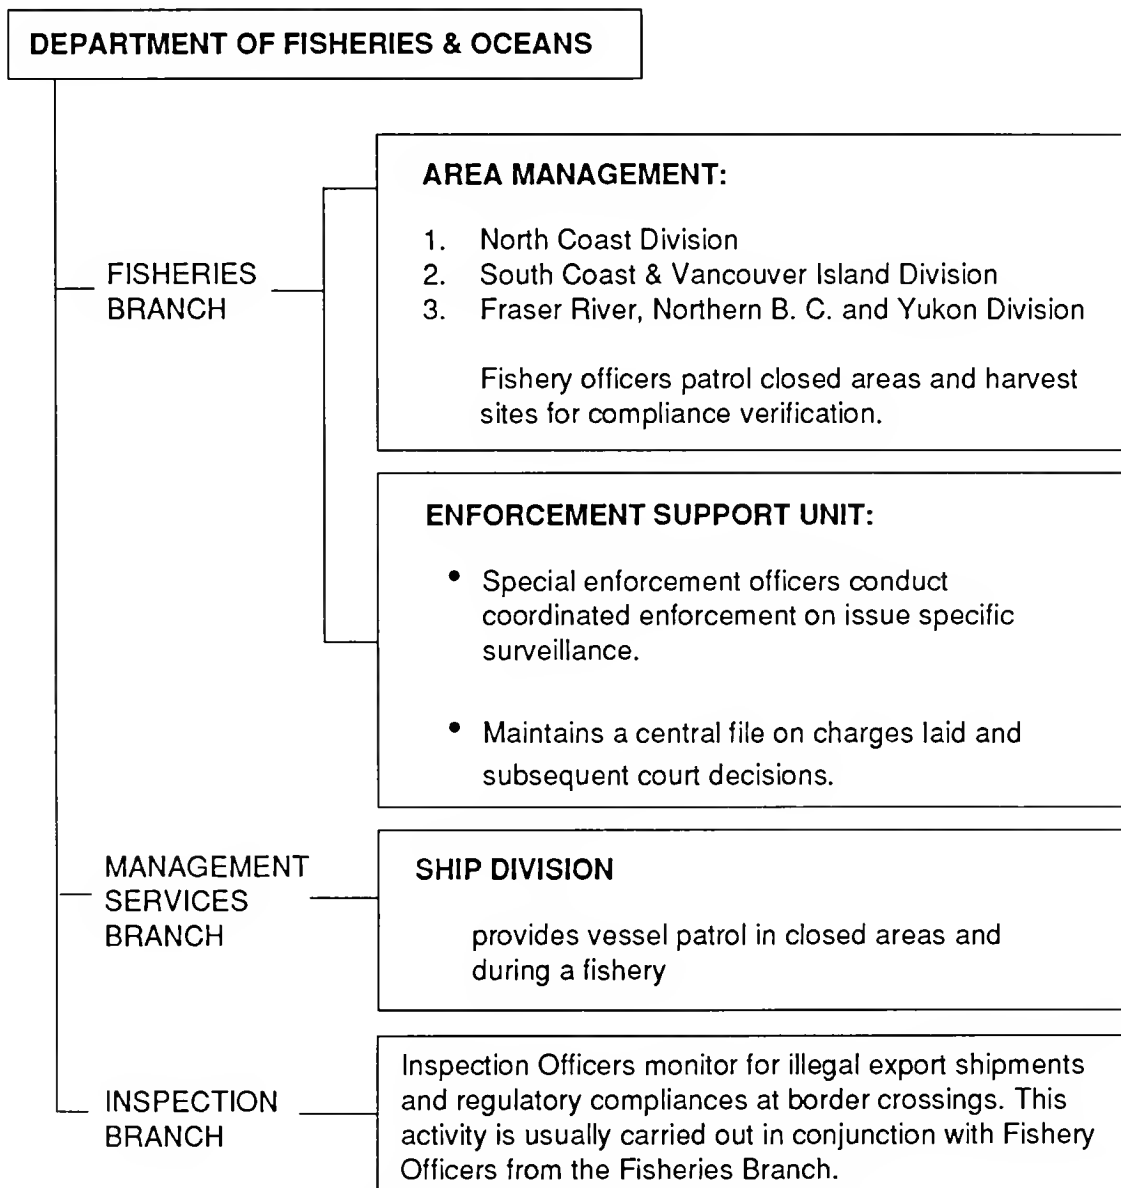 DEPARTMENT OF FISHERIES & OCEANS
FISHERIES
BRANCH
AREA MANAGEMENT:
1. North Coast Division
2. South Coast & Vancouver Island Division
3. Fraser River, Northern B. C. and Yukon Division
Fishery officers patrol closed areas and harvest
sites for compliance verification.
ENFORCEMENT SUPPORT UNIT:
• Special enforcement officers conduct
coordinated enforcement on issue specific
surveillance.
• Maintains a central file on charges laid and
subsequent court decisions.
MANAGEMENT
SERVICES
BRANCH
SHIP DIVISION
provides vessel patrol in closed areas and
during a fishery
INSPECTION
BRANCH
Inspection Officers monitor for illegal export shipments
and regulatory compliances at border crossings. This
activity is usually carried out in conjunction with Fishery
Officers from the Fisheries Branch.